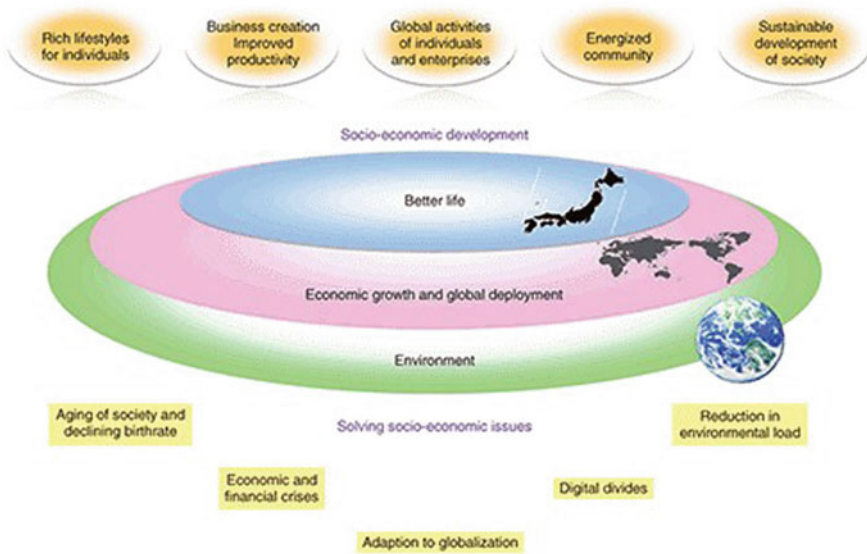 Rich lifestyles
for individuals
Business creation
Improved
productivity
Global activities
of individuals
and enterprises
Energized
community
Sustainable
development
of society
Socio-economic development
Better life
Economic growth and global deployment
Environment
Aging of society and
declining birthrate
Solving socio-economic issues
Reduction in
environmental load
Economic and
financial crises
Digital divides
Adaption to globalization